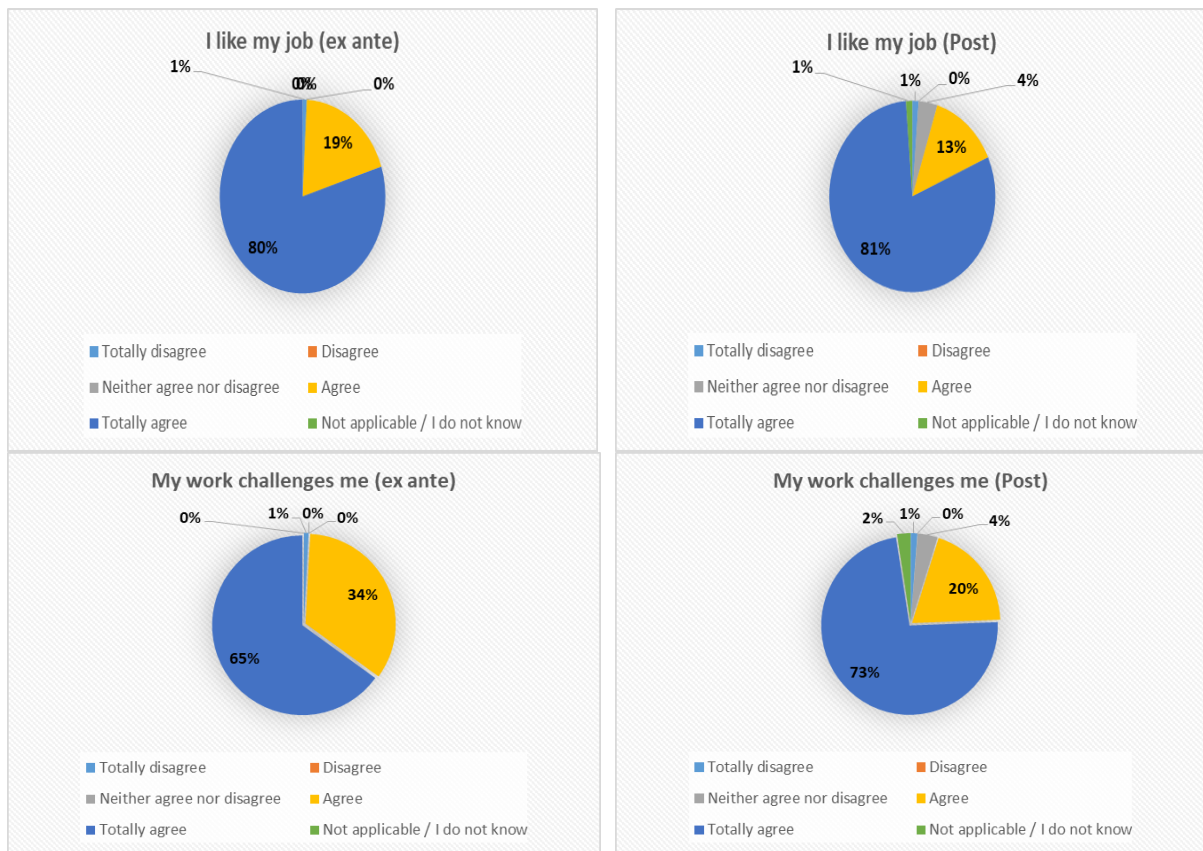 I like my job (ex ante)
1%
0%
0%
0%
19%
80%
Totally disagree
Disagree
Neither agree nor disagree
Agree
Totally agree
Not applicable / I do not know
I like my job (Post)
1%
1%
0%
4%
13%
81%
Totally disagree
Disagree
Neither agree nor disagree
Agree
Totally agree
Not applicable / I do not know
My work challenges me (ex ante)
0%
1%
0%
0%
34%
65%
Totally disagree
Disagree
Neither agree nor disagree
Agree
Totally agree
Not applicable / I do not know
My work challenges me (Post)
2%
1%
0%
4%
20%
73%
Totally disagree
Disagree
Neither agree nor disagree
Agree
Totally agree
Not applicable / I do not know